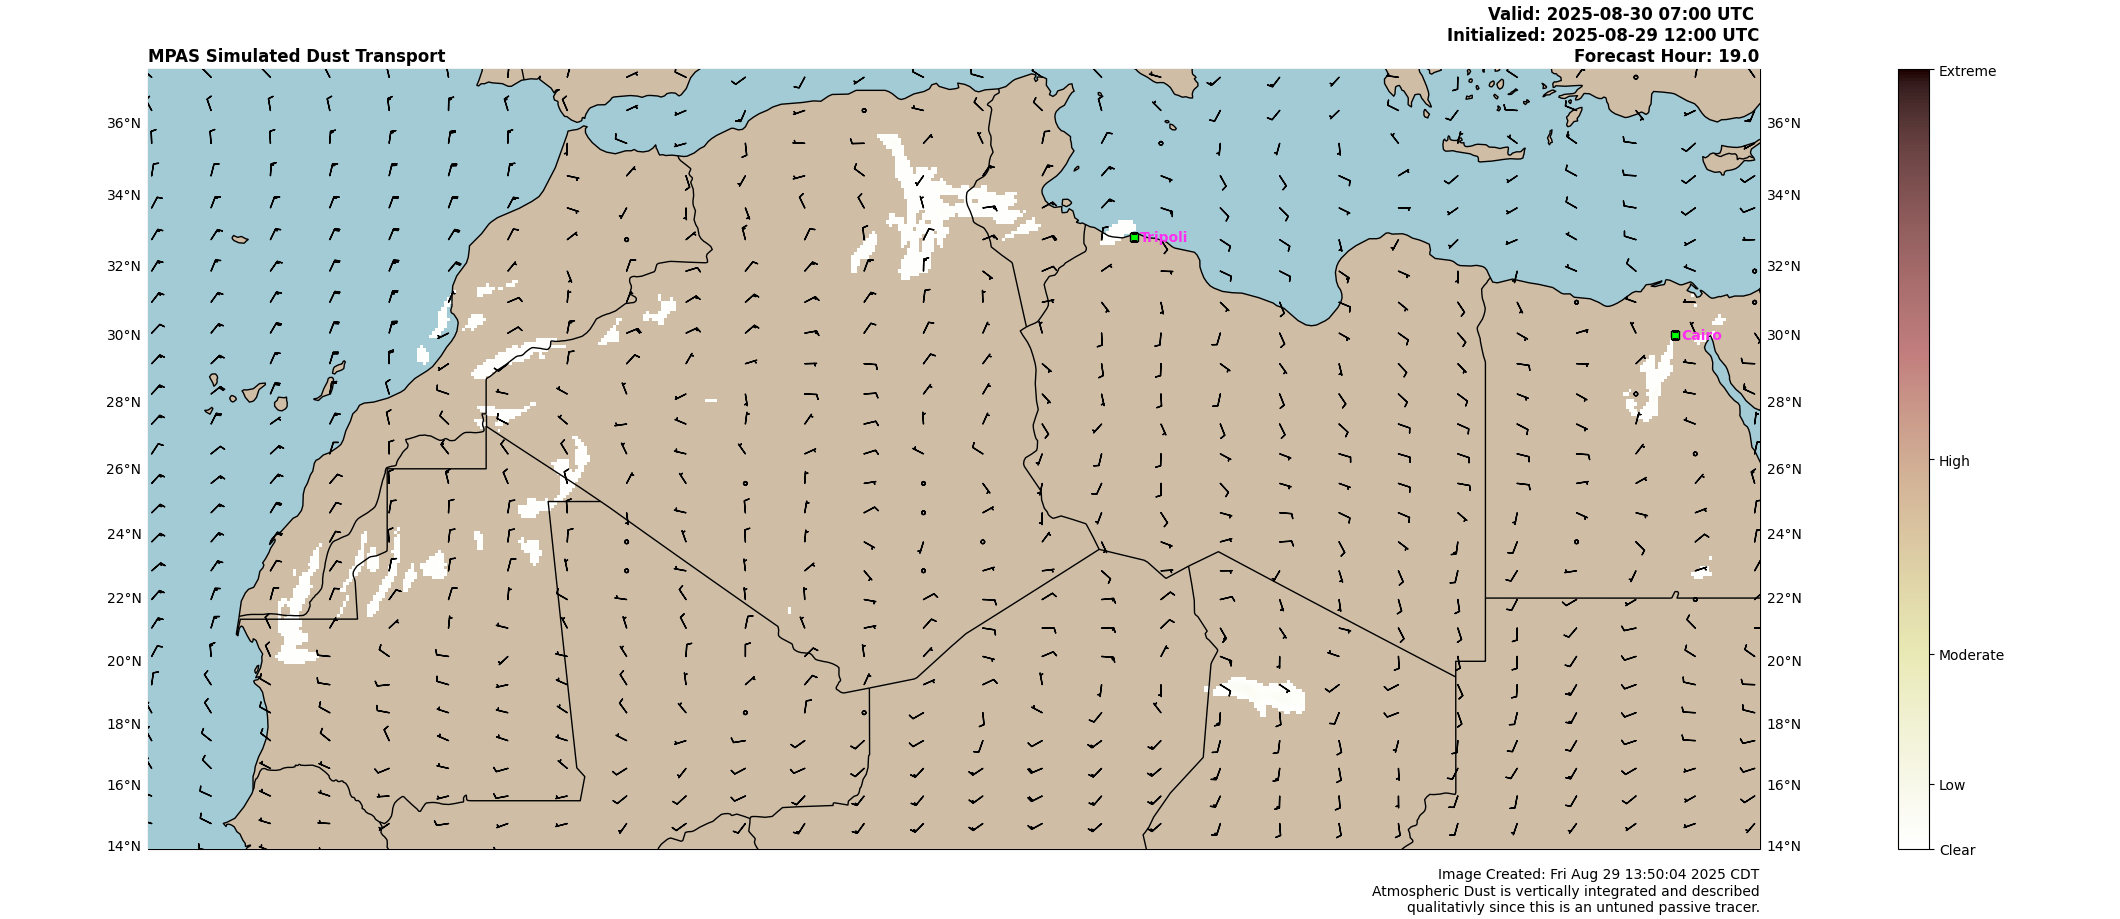 Valid: 2025-08-30 07:00 UTC
Initialized: 2025-08-29 12:00 UTC
MPAS Simulated Dust Transport
Forecast Hour: 19.0
36°N
34°N
32°N
30°N
28°N
26°N
24°N
22°N
20°N
18°N
16°N
14°N
Tripoli
Cairo
36°N
34°N
32°N
30°N
28°N
26°N
24°N
22°N
20°N
18°N
16°N
14°N
Extreme
High
Moderate
Low
Clear
Image Created: Fri Aug 29 13:50:04 2025 CDT
Atmospheric Dust is vertically integrated and described
qualitativly since this is an untuned passive tracer.